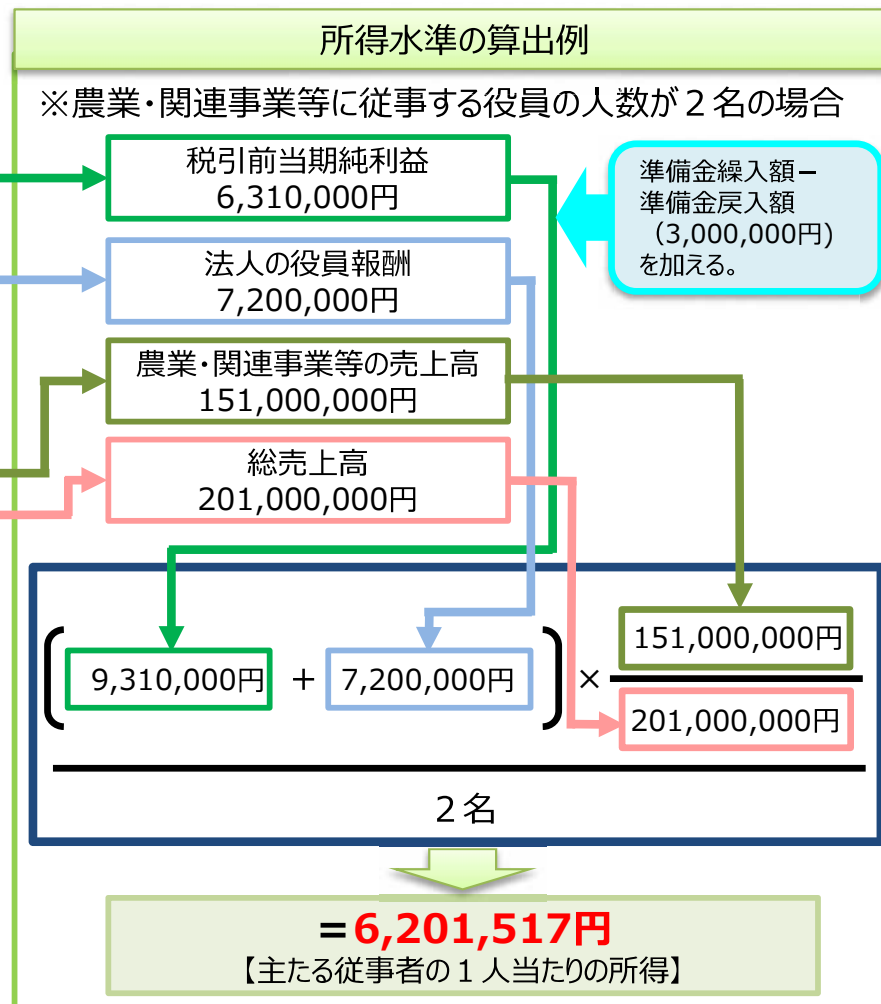 所得水準の算出例
※農業・関連事業等に従事する役員の人数が２名の場合
税引前当期純利益
6,310,000円
準備金繰入額－
準備金戻入額
（3,000,000円)
を加える。
法人の役員報酬
7,200,000円
農業・関連事業等の売上高
151,000,000円
総売上高
201,000,000円
9,310,000円 + 7,200,000円 × 151,000,000円
201,000,000円
２名
＝6,201,517円
【主たる従事者の１人当たりの所得】